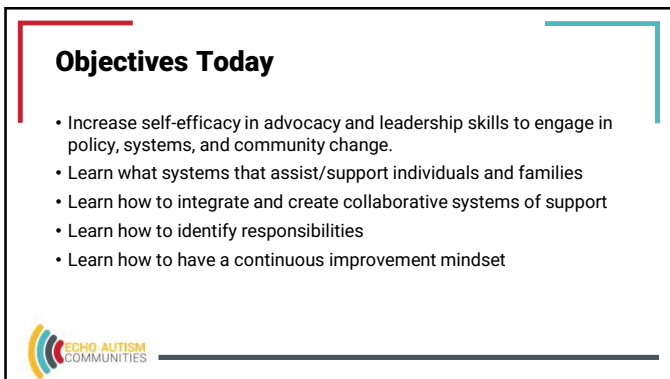 Objectives Today
• Increase self-efficacy in advocacy and leadership skills to engage in
policy, systems, and community change.
• Learn what systems that assist/support individuals and families
• Learn how to integrate and create collaborative systems of support
• Learn how to identify responsibilities
• Learn how to have a continuous improvement mindset
ECHO AUTISM
COMMUNITIES